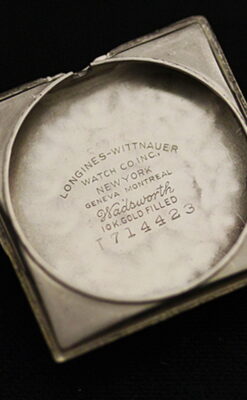 LONGINES-WITTNAUER
WATCH CO. INC.
NEW YORK
GENEVA MONTREAL
Wadsworth
10K.GOLD FILLED
T714423